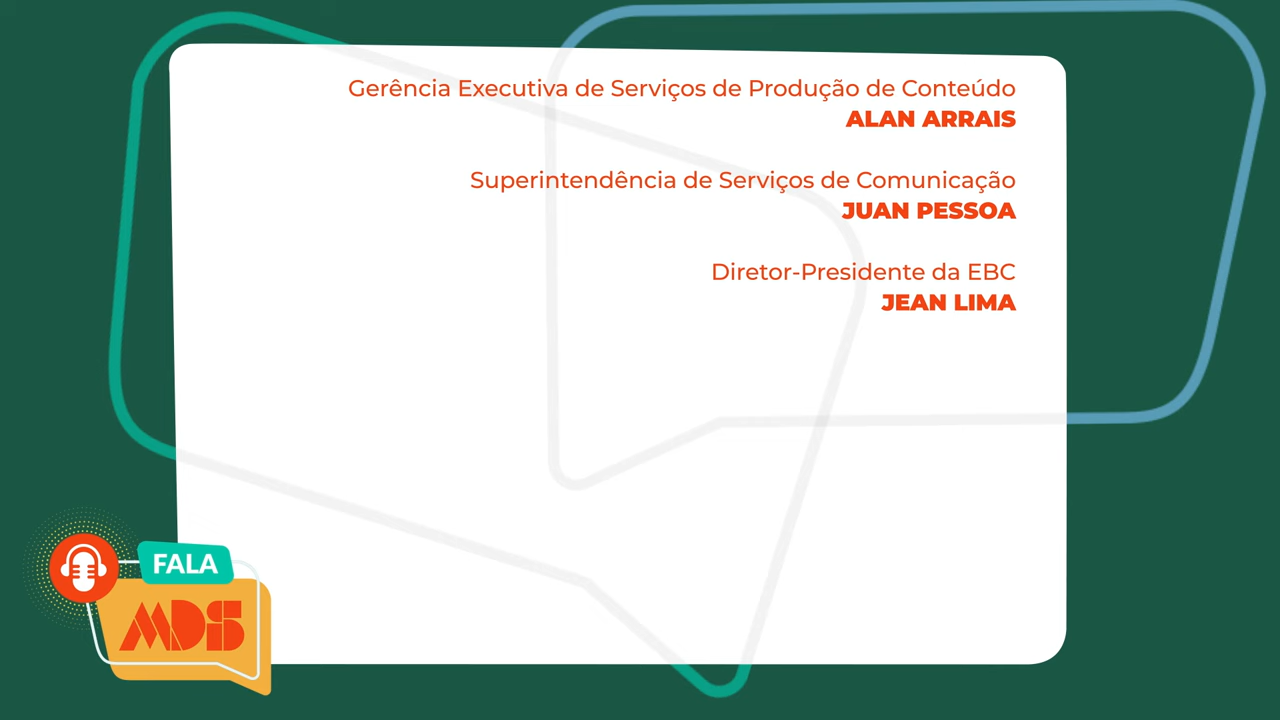 Gerência Executiva de Serviços de Produção de Conteúdo
ALAN ARRAIS
Superintendência de Serviços de Comunicação
JUAN PESSOA
Diretor-Presidente da EBC
JEAN LIMA
FALA
MDS